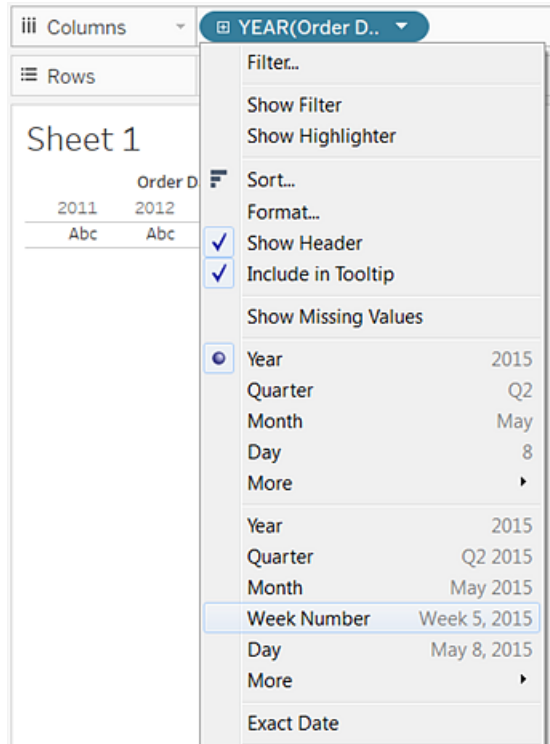 Columns YEAR(Order D..
Rows
Filter...
Show Filter
Show Highlighter
Sheet 1
Order D
Sort...
2011 2012
Format...
Abc Abc
Show Header
Include in Tooltip
Show Missing Values
Year 2015
Quarter Q2
Month May
Day 8
More
Year 2015
Quarter Q2 2015
Month May 2015
Week Number Week 5, 2015
Day May 8, 2015
More
Exact Date